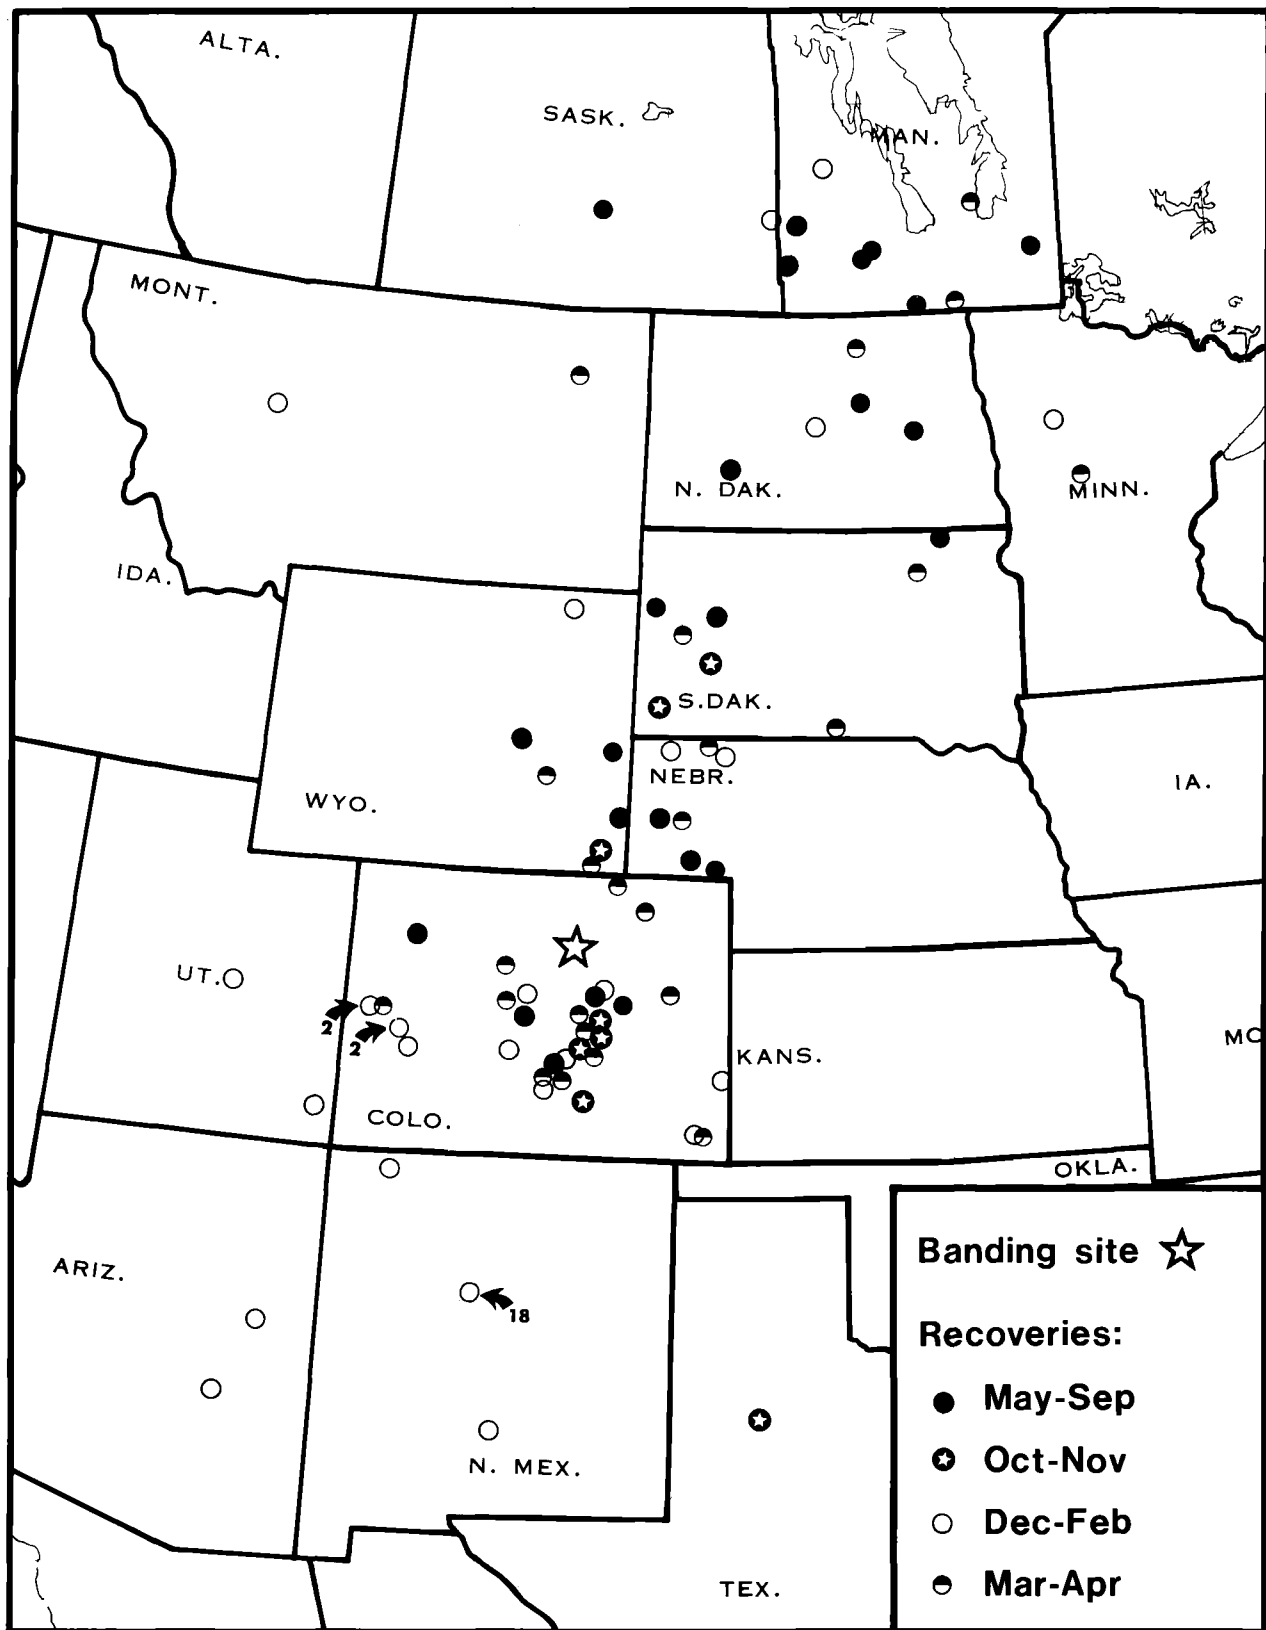 ALTA.
SASK.
MAN.
MONT.
N. DAK.
MINN.
IDA.
S.DAK.
NEBR.
IA.
WYO.
UT.
2
2
KANS.
MO
COLO.
OKLA.
ARIZ.
18
N. MEX.
TEX.
Banding site
Recoveries:
May-Sep
Oct-Nov
Dec-Feb
Mar-Apr